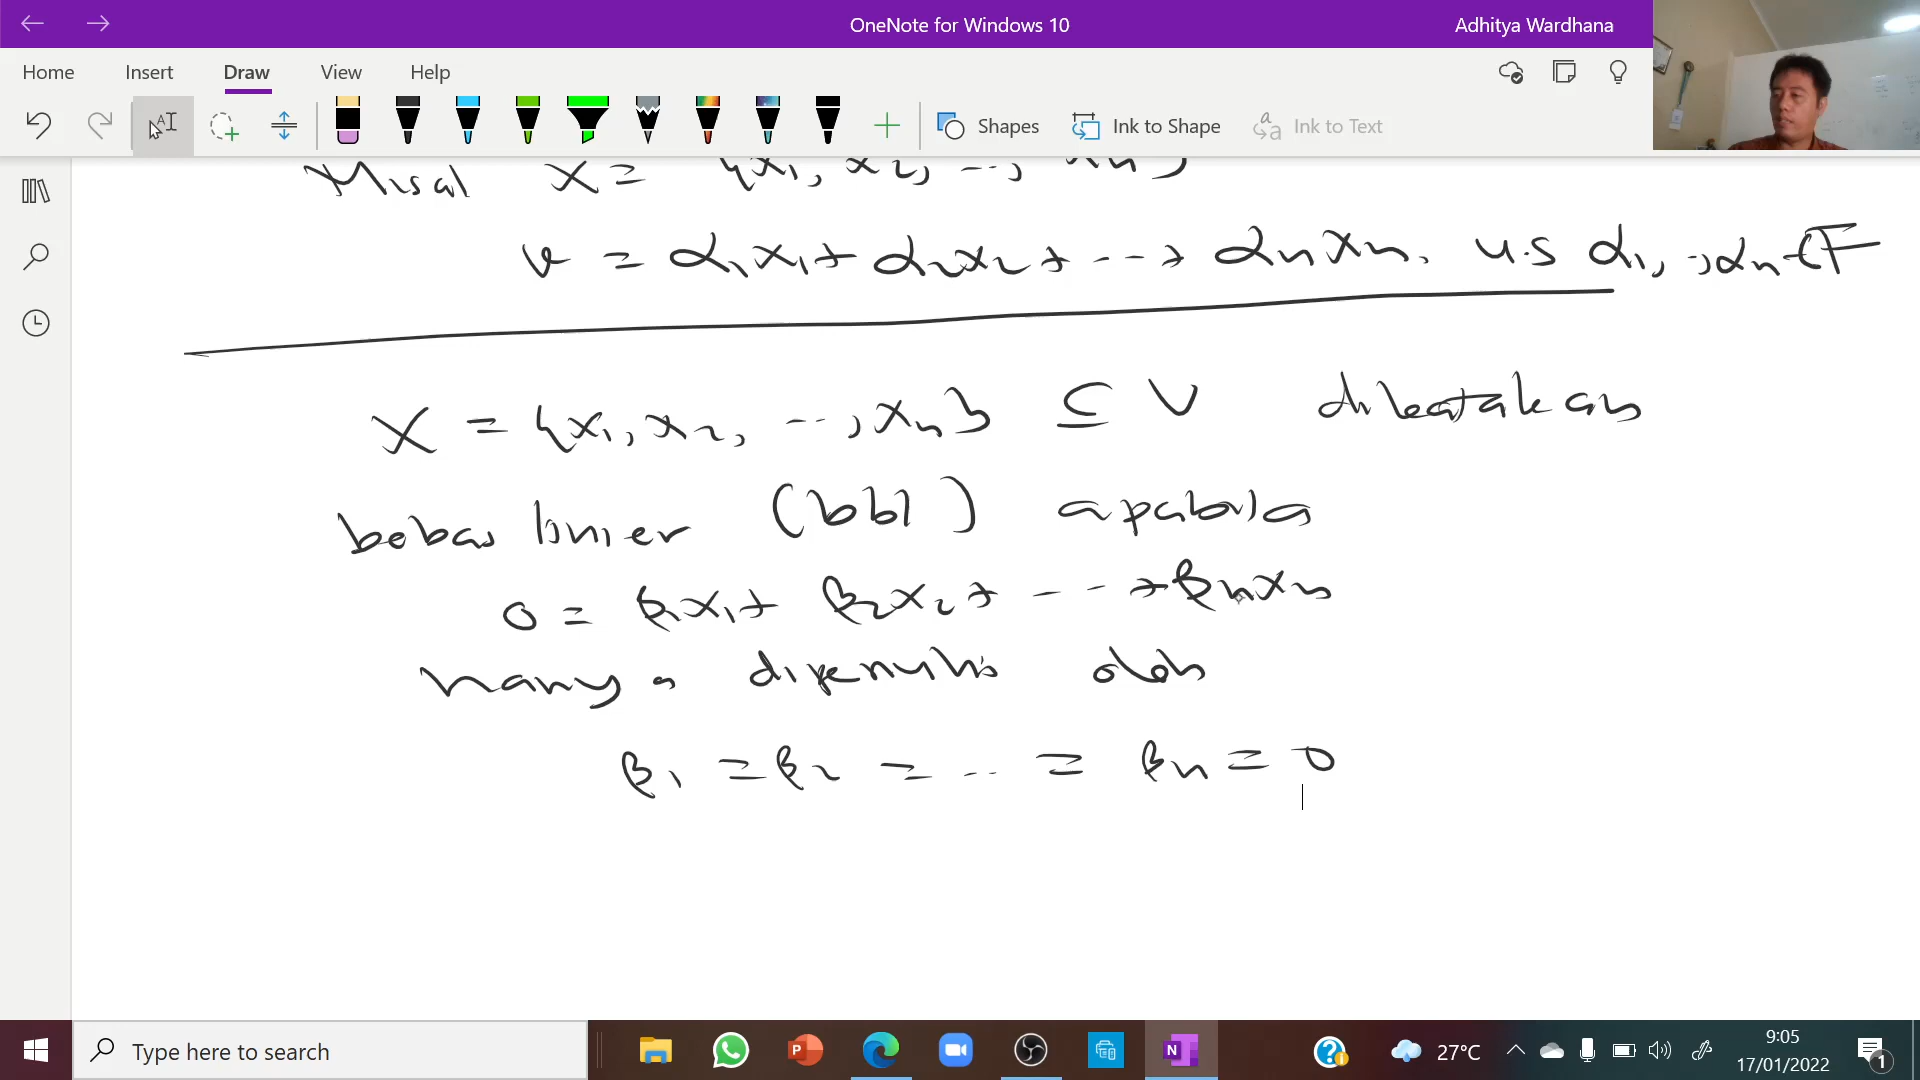 OneNote for Windows 10
Adhitya Wardhana
Home Insert Draw View Help
Shapes Ink to Shape Ink to Text
Misal X = {x₁, x₂, ..., xₙ}
v = α₁x₁ + α₂x₂ + ... + αₙxₙ, u.s α₁, .., αₙ ∈ F
X = {x₁, x₂, ..., xₙ} ⊆ V dikatakan
bebas linier (bbl) apabila
0 = β₁x₁ + β₂x₂ + ... + βₙxₙ
hanya dipenuhi oleh
β₁ = β₂ = ... = βₙ = 0
Type here to search
27°C
9:05
17/01/2022
1